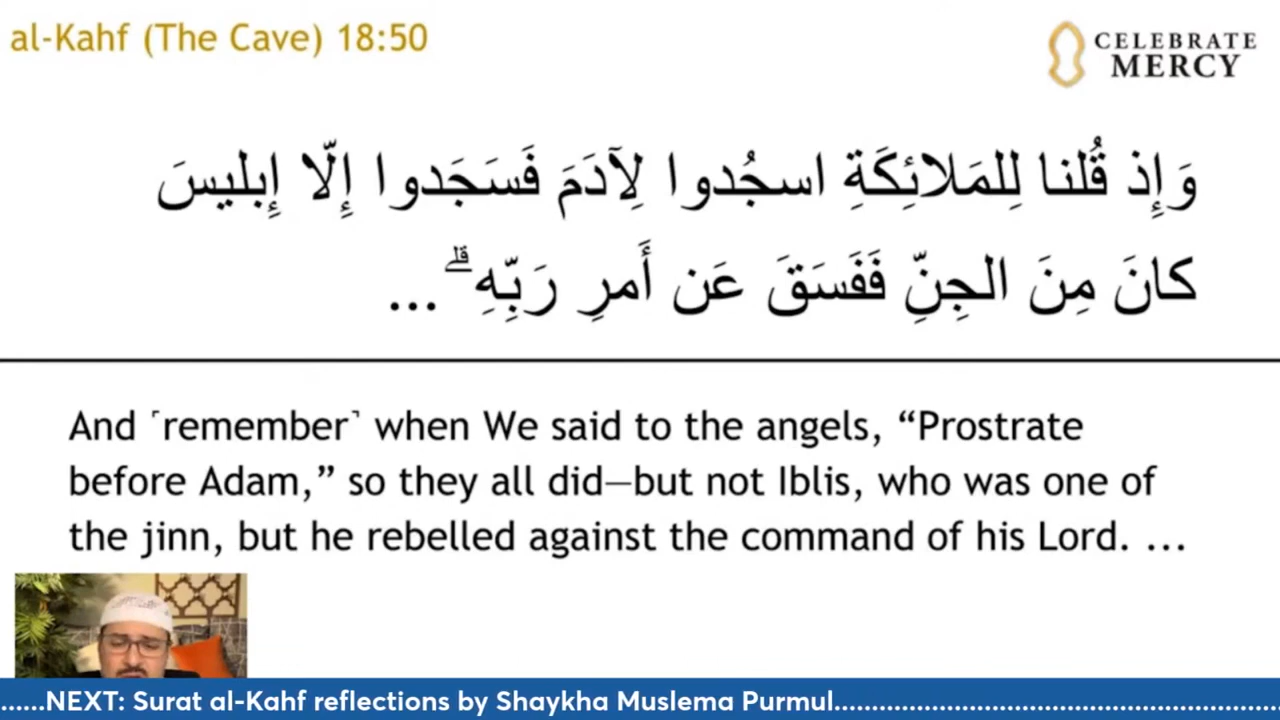 al-Kahf (The Cave) 18:50
CELEBRATE
MERCY
وَإِذ قُلنا لِلمَلائِكَةِ اسجُدوا لِآدَمَ فَسَجَدوا إِلّا إِبليسَ
كانَ مِنَ الجِنِّ فَفَسَقَ عَن أَمرِ رَبِّهِ ۗ ...
And ˹remember˺ when We said to the angels, “Prostrate
before Adam,” so they all did—but not Iblis, who was one of
the jinn, but he rebelled against the command of his Lord. ...
......NEXT: Surat al-Kahf reflections by Shaykha Muslema Purmul......................................................